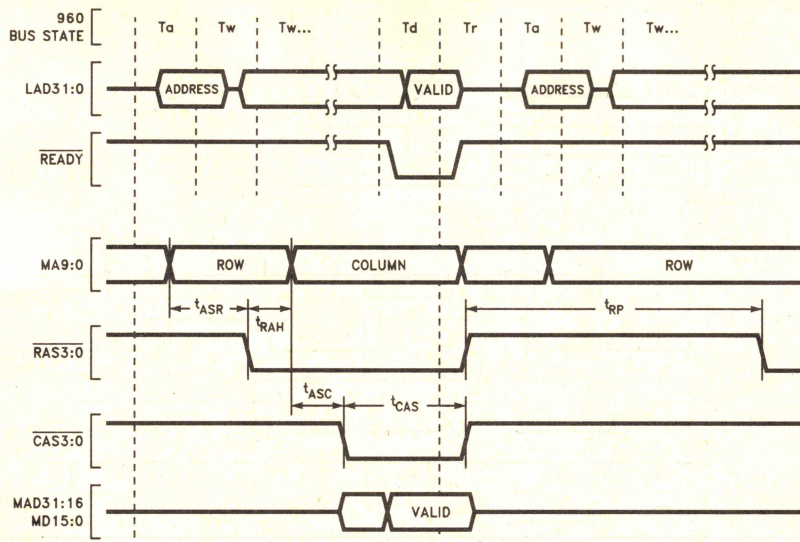 960
BUS STATE
Ta Tw Tw... Td Tr Ta Tw Tw...
LAD31:0 ADDRESS VALID ADDRESS
READY
MA9:0 ROW COLUMN ROW
tASR tRAH tRP
RAS3:0
tASC tCAS
CAS3:0
MAD31:16
MD15:0
VALID